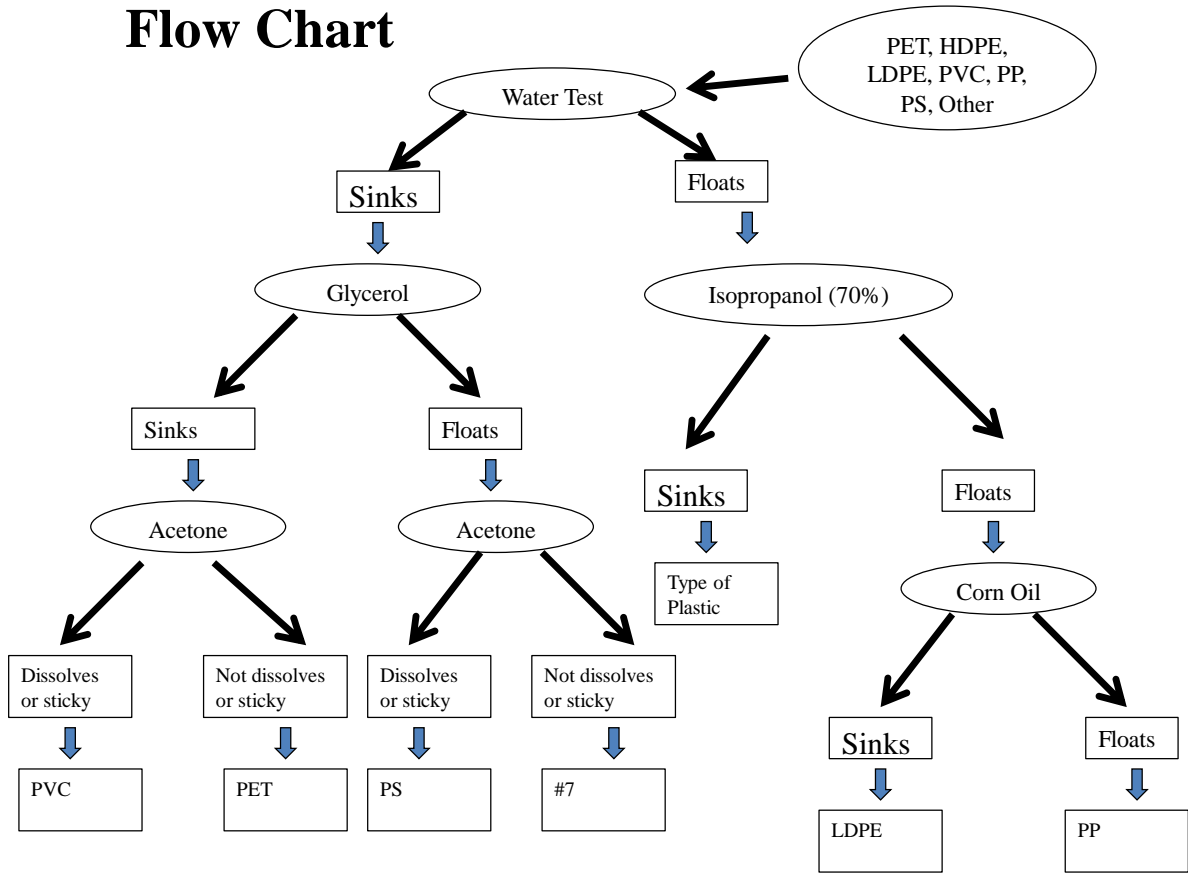 Flow Chart
PET, HDPE,
LDPE, PVC, PP,
PS, Other
Water Test
Sinks
Floats
Glycerol
Isopropanol (70%)
Sinks
Floats
Sinks
Floats
Acetone
Acetone
Type of
Plastic
Corn Oil
Dissolves
or sticky
Not dissolves
or sticky
Dissolves
or sticky
Not dissolves
or sticky
Sinks
Floats
PVC
PET
PS
#7
LDPE
PP